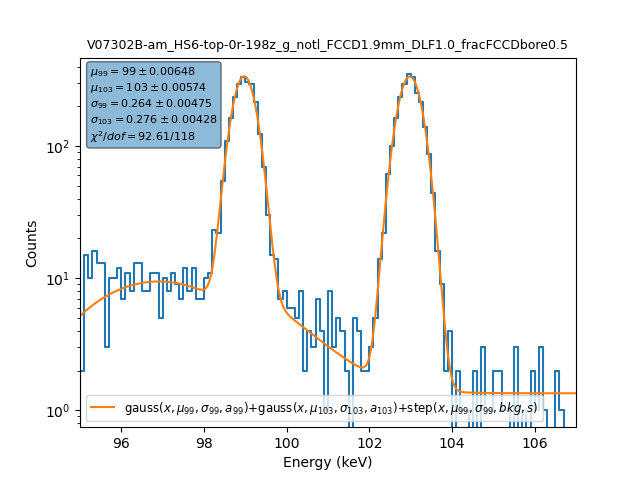 V07302B-am_HS6-top-0r-198z_g_notl_FCCD1.9mm_DLF1.0_fracFCCDbore0.5
μ₉₉ = 99 ± 0.00648
μ₁₀₃ = 103 ± 0.00574
σ₉₉ = 0.264 ± 0.00475
σ₁₀₃ = 0.276 ± 0.00428
χ²/dof = 92.61/118
Counts
10²
10¹
10⁰
gauss(x, μ₉₉, σ₉₉, a₉₉)+gauss(x, μ₁₀₃, σ₁₀₃, a₁₀₃)+step(x, μ₉₉, σ₉₉, bkg, s)
96 98 100 102 104 106
Energy (keV)